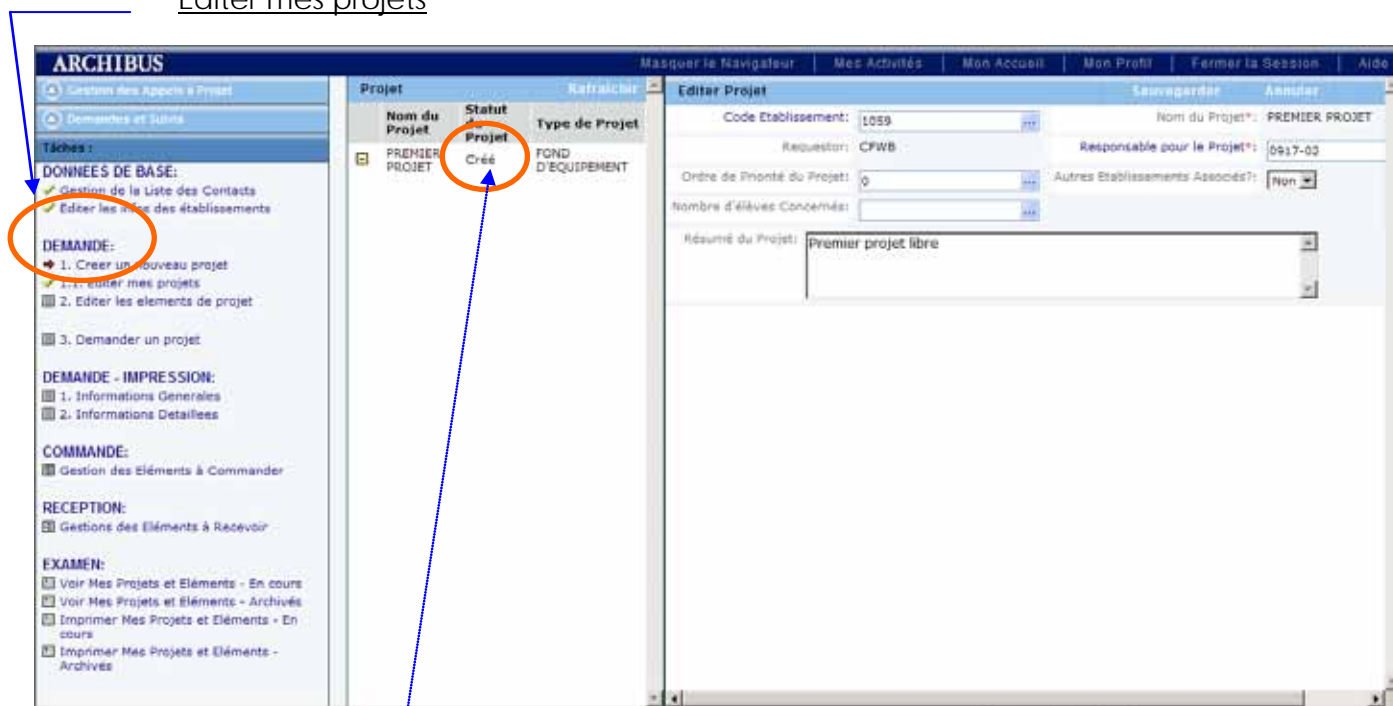 Editer mes projets
ARCHIBUS
Masquer le Navigateur | Mes Activités | Mon Accueil | Mon Profil | Fermer la Session | Aide
Gestion des Appels à Projet
Demandes et Suivis
Tâches :
DONNEES DE BASE:
Gestion de la Liste des Contacts
Editer les infos des établissements
DEMANDE:
1. Creer un nouveau projet
1.1. Editer mes projets
2. Editer les elements de projet
3. Demander un projet
DEMANDE - IMPRESSION:
1. Informations Generales
2. Informations Detaillees
COMMANDE:
Gestion des Eléments à Commander
RECEPTION:
Gestions des Eléments à Recevoir
EXAMEN:
Voir Mes Projets et Eléments - En cours
Voir Mes Projets et Eléments - Archivés
Imprimer Mes Projets et Eléments - En
cours
Imprimer Mes Projets et Eléments -
Archivés
Projet Rafraichir
Nom du Projet Statut du Projet Type de Projet
PREMIER PROJET Créé FOND D'EQUIPEMENT
Editer Projet Sauvegarder Annuler
Code Etablissement: 1059 ... Nom du Projet*: PREMIER PROJET
Requestor: CFWB Responsable pour le Projet*: 0917-03
Ordre de Priorité du Projet: 0 ... Autres Etablissements Associés?: Non
Nombre d'élèves Concernés: ...
Résumé du Projet: Premier projet libre